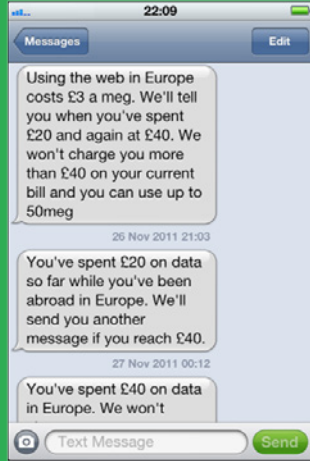 22:09
Messages
Edit
Using the web in Europe
costs £3 a meg. We'll tell
you when you've spent
£20 and again at £40. We
won't charge you more
than £40 on your current
bill and you can use up to
50meg
26 Nov 2011 21:03
You've spent £20 on data
so far while you've been
abroad in Europe. We'll
send you another
message if you reach £40.
27 Nov 2011 00:12
You've spent £40 on data
in Europe. We won't
Text Message
Send